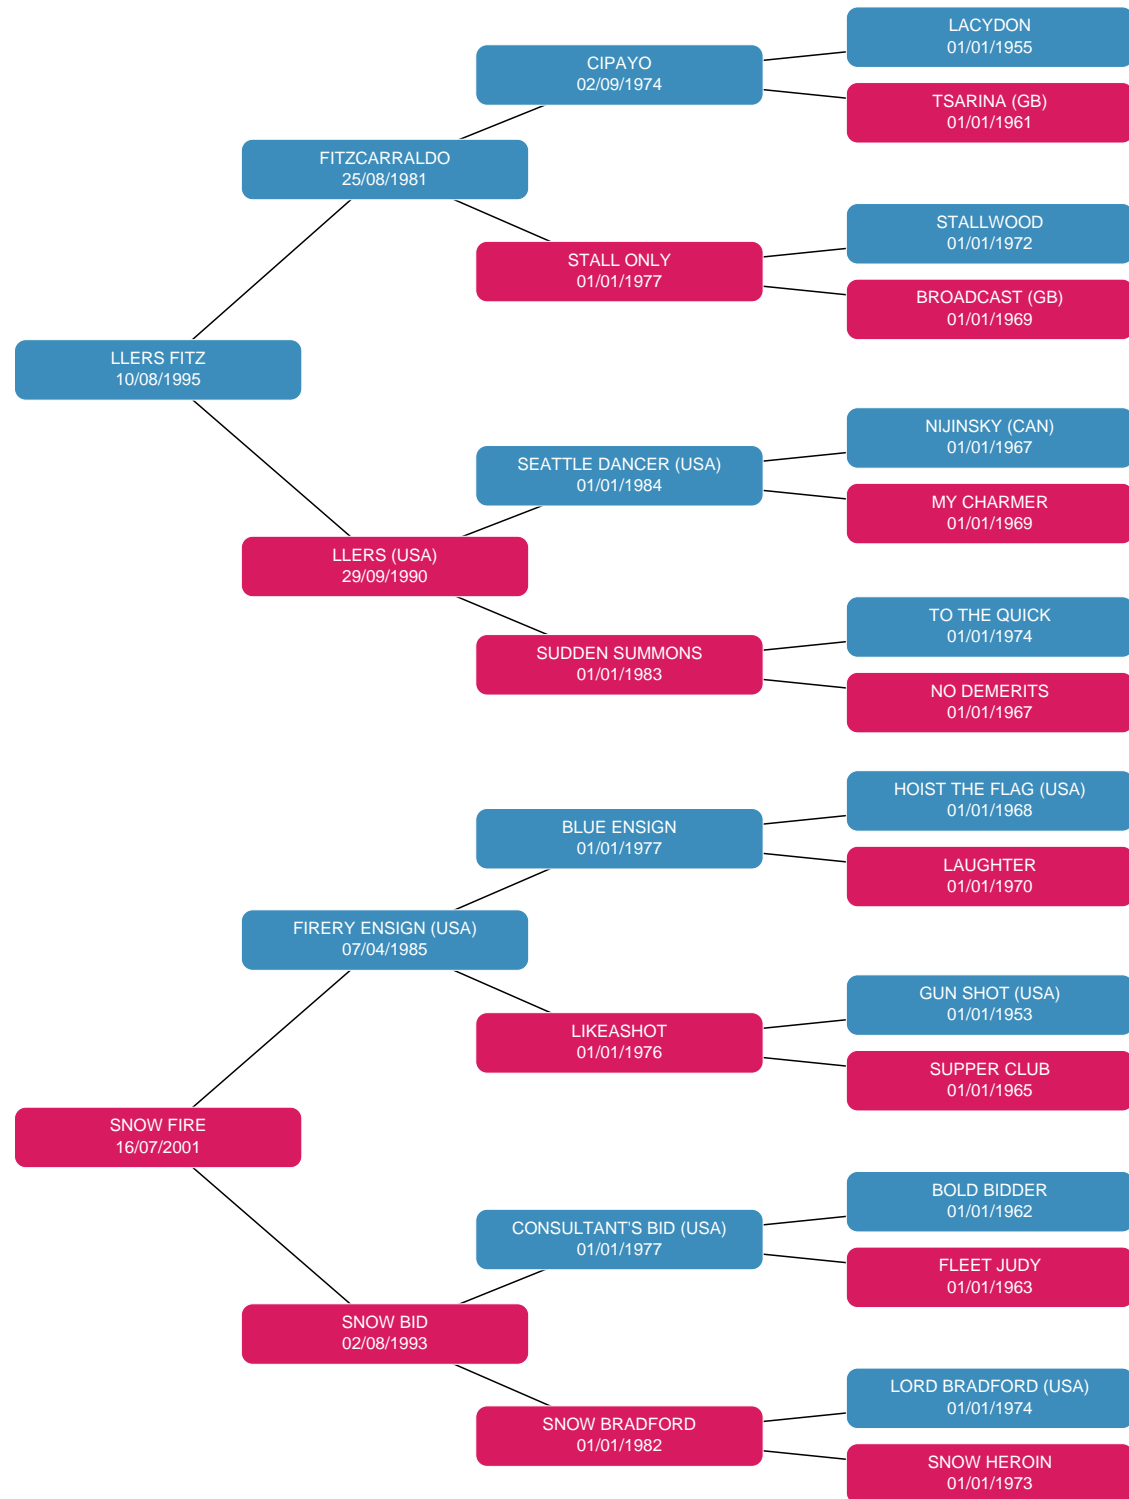 LACYDON
01/01/1955
CIPAYO
02/09/1974
TSARINA (GB)
01/01/1961
FITZCARRALDO
25/08/1981
STALLWOOD
01/01/1972
STALL ONLY
01/01/1977
BROADCAST (GB)
01/01/1969
LLERS FITZ
10/08/1995
NIJINSKY (CAN)
01/01/1967
SEATTLE DANCER (USA)
01/01/1984
MY CHARMER
01/01/1969
LLERS (USA)
29/09/1990
TO THE QUICK
01/01/1974
SUDDEN SUMMONS
01/01/1983
NO DEMERITS
01/01/1967
HOIST THE FLAG (USA)
01/01/1968
BLUE ENSIGN
01/01/1977
LAUGHTER
01/01/1970
FIRERY ENSIGN (USA)
07/04/1985
GUN SHOT (USA)
01/01/1953
LIKEASHOT
01/01/1976
SUPPER CLUB
01/01/1965
SNOW FIRE
16/07/2001
BOLD BIDDER
01/01/1962
CONSULTANT'S BID (USA)
01/01/1977
FLEET JUDY
01/01/1963
SNOW BID
02/08/1993
LORD BRADFORD (USA)
01/01/1974
SNOW BRADFORD
01/01/1982
SNOW HEROIN
01/01/1973